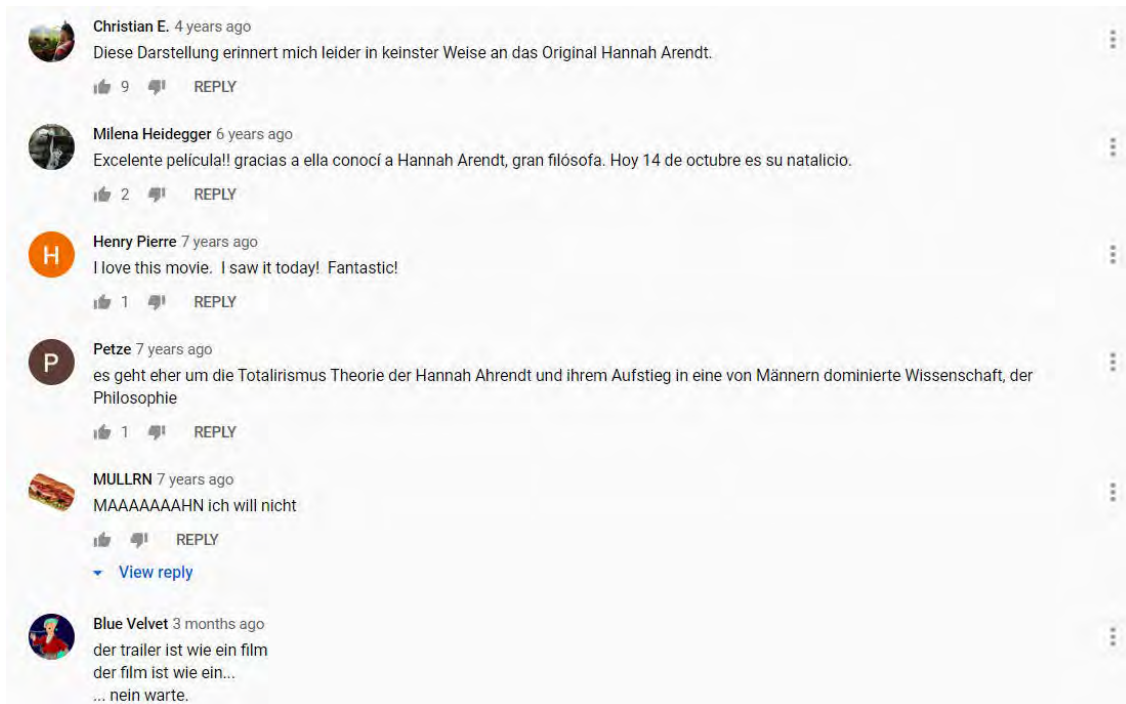 Christian E. 4 years ago
Diese Darstellung erinnert mich leider in keinster Weise an das Original Hannah Arendt.
9 REPLY
Milena Heidegger 6 years ago
Excelente película!! gracias a ella conocí a Hannah Arendt, gran filósofa. Hoy 14 de octubre es su natalicio.
2 REPLY
H
Henry Pierre 7 years ago
I love this movie. I saw it today! Fantastic!
1 REPLY
P
Petze 7 years ago
es geht eher um die Totalirismus Theorie der Hannah Ahrendt und ihrem Aufstieg in eine von Männern dominierte Wissenschaft, der
Philosophie
1 REPLY
MULLRN 7 years ago
MAAAAAAAHN ich will nicht
REPLY
View reply
Blue Velvet 3 months ago
der trailer ist wie ein film
der film ist wie ein...
... nein warte.